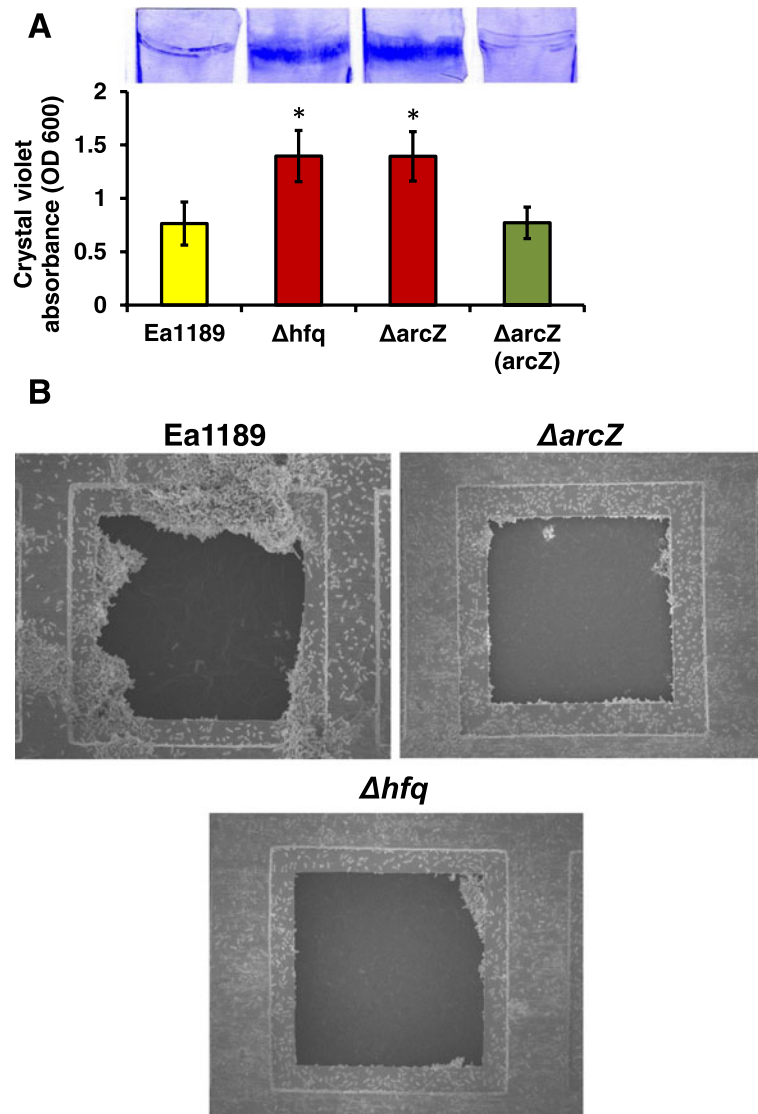 A
Crystal violet
absorbance (OD 600)
2
1.5
1
0.5
0
*
*
Ea1189
Δhfq
ΔarcZ
ΔarcZ
(arcZ)
B
Ea1189
ΔarcZ
Δhfq